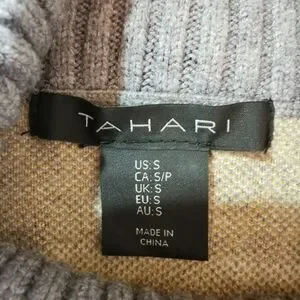 TAHARI
US: S
CA: S/P
UK: S
EU: S
AU: S
MADE IN
CHINA